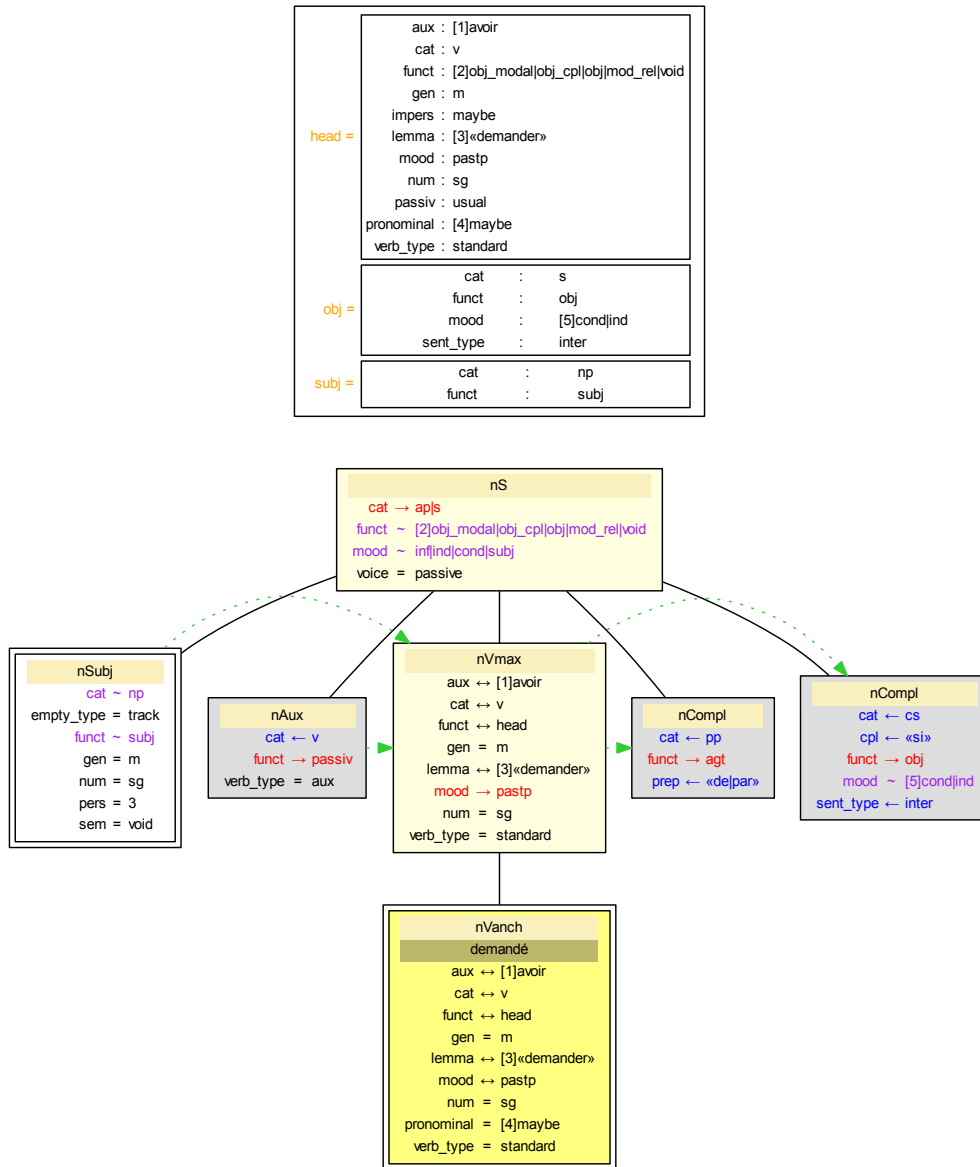 head =
aux : [1]avoir
cat : v
funct : [2]obj_modal|obj_cpl|obj|mod_rel|void
gen : m
impers : maybe
lemma : [3]«demander»
mood : pastp
num : sg
passiv : usual
pronominal : [4]maybe
verb_type : standard
obj =
cat : s
funct : obj
mood : [5]cond|ind
sent_type : inter
subj =
cat : np
funct : subj
nS
cat → ap|s
funct ~ [2]obj_modal|obj_cpl|obj|mod_rel|void
mood ~ inf|ind|cond|subj
voice = passive
nSubj
cat ~ np
empty_type = track
funct ~ subj
gen = m
num = sg
pers = 3
sem = void
nAux
cat ← v
funct → passiv
verb_type = aux
nVmax
aux ↔ [1]avoir
cat ↔ v
funct ↔ head
gen = m
lemma ↔ [3]«demander»
mood → pastp
num = sg
verb_type = standard
nCompl
cat ← pp
funct → agt
prep ← «de|par»
nCompl
cat ← cs
cpl ← «si»
funct → obj
mood ~ [5]cond|ind
sent_type ← inter
nVanch
demandé
aux ↔ [1]avoir
cat ↔ v
funct ↔ head
gen = m
lemma ↔ [3]«demander»
mood ↔ pastp
num = sg
pronominal = [4]maybe
verb_type = standard